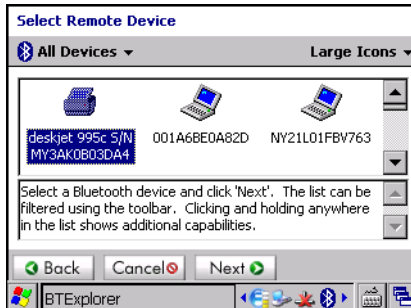 Select Remote Device
All Devices
Large Icons
deskjet 995c S/N
MY3AK0B03DA4
001A6BE0A82D
NY21L01FBV763
Select a Bluetooth device and click 'Next'. The list can be
filtered using the toolbar. Clicking and holding anywhere
in the list shows additional capabilities.
Back
Cancel
Next
BTExplorer